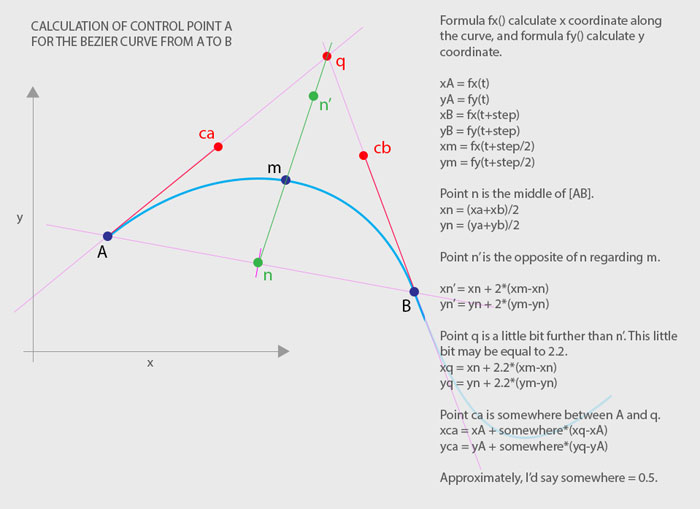 CALCULATION OF CONTROL POINT A
FOR THE BEZIER CURVE FROM A TO B
Formula fx() calculate x coordinate along
the curve, and formula fy() calculate y
coordinate.
xA = fx(t)
yA = fy(t)
xB = fx(t+step)
yB = fy(t+step)
xm = fx(t+step/2)
ym = fy(t+step/2)
Point n is the middle of [AB].
xn = (xa+xb)/2
yn = (ya+yb)/2
Point n' is the opposite of n regarding m.
xn' = xn + 2*(xm-xn)
yn' = yn + 2*(ym-yn)
Point q is a little bit further than n'. This little
bit may be equal to 2.2.
xq = xn + 2.2*(xm-xn)
yq = yn + 2.2*(ym-yn)
Point ca is somewhere between A and q.
xca = xA + somewhere*(xq-xA)
yca = yA + somewhere*(yq-yA)
Approximately, I'd say somewhere = 0.5.
q
n'
ca
cb
m
y
A
n
B
x